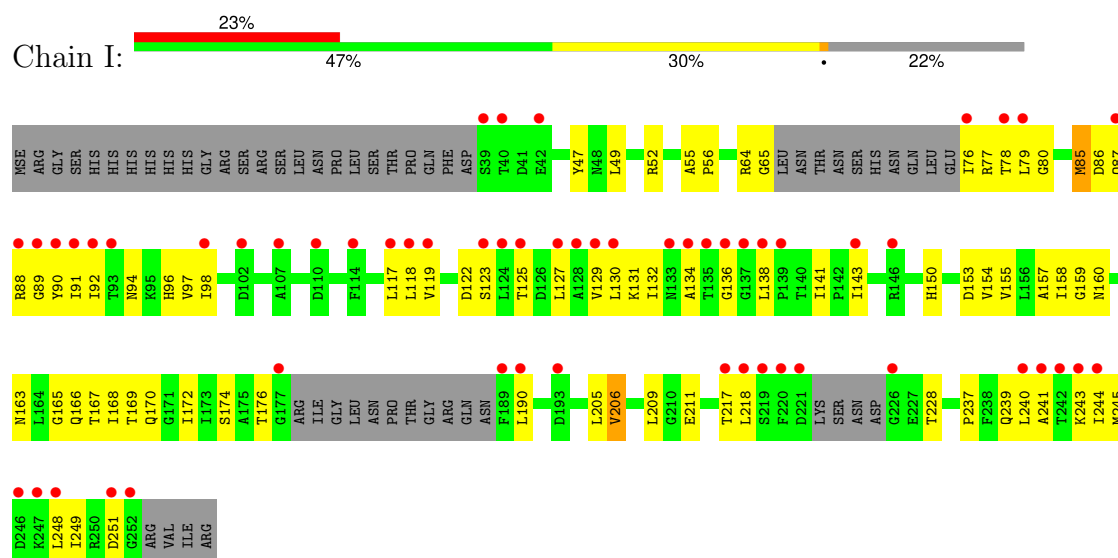 23%
Chain I:
47% 30% • 22%
MSE ARG GLY SER HIS HIS HIS HIS HIS HIS GLY ARG SER ARG SER LEU ASN PRO LEU SER THR PRO GLN PHE ASP S39 T40 D41 E42 Y47 N48 L49 R52 A55 P56 R64 G65 LEU ASN ASN THR ASN SER HIS ASN GLN LEU GLU I76 R77 T78 L79 G80 M85 D86 Q87
R88 G89 Y90 I91 I92 T93 N94 K95 H96 V97 I98 D102 A107 D110 F114 L117 L118 V119 D122 S123 L124 T125 D126 L127 A128 V129 L130 K131 I132 N133 A134 T135 G136 G137 L138 P139 T140 I141 P142 I143 R146 H150 D153 V154 V155 L156 A157 I158 G159 N160
N163 L164 G165 Q166 T167 I168 T169 Q170 G171 I172 I173 S174 A175 T176 G177 ARG ILE GLY LEU ASN PRO THR GLY ARG GLN ASN F189 L190 D193 L205 V206 L209 G210 E211 T217 L218 S219 F220 D221 LYS SER ASN ASP G226 E227 T228 P237 F238 Q239 L240 A241 T242 K243 I244 M245
D246 K247 L248 I249 R250 D251 G252 ARG VAL ILE ARG